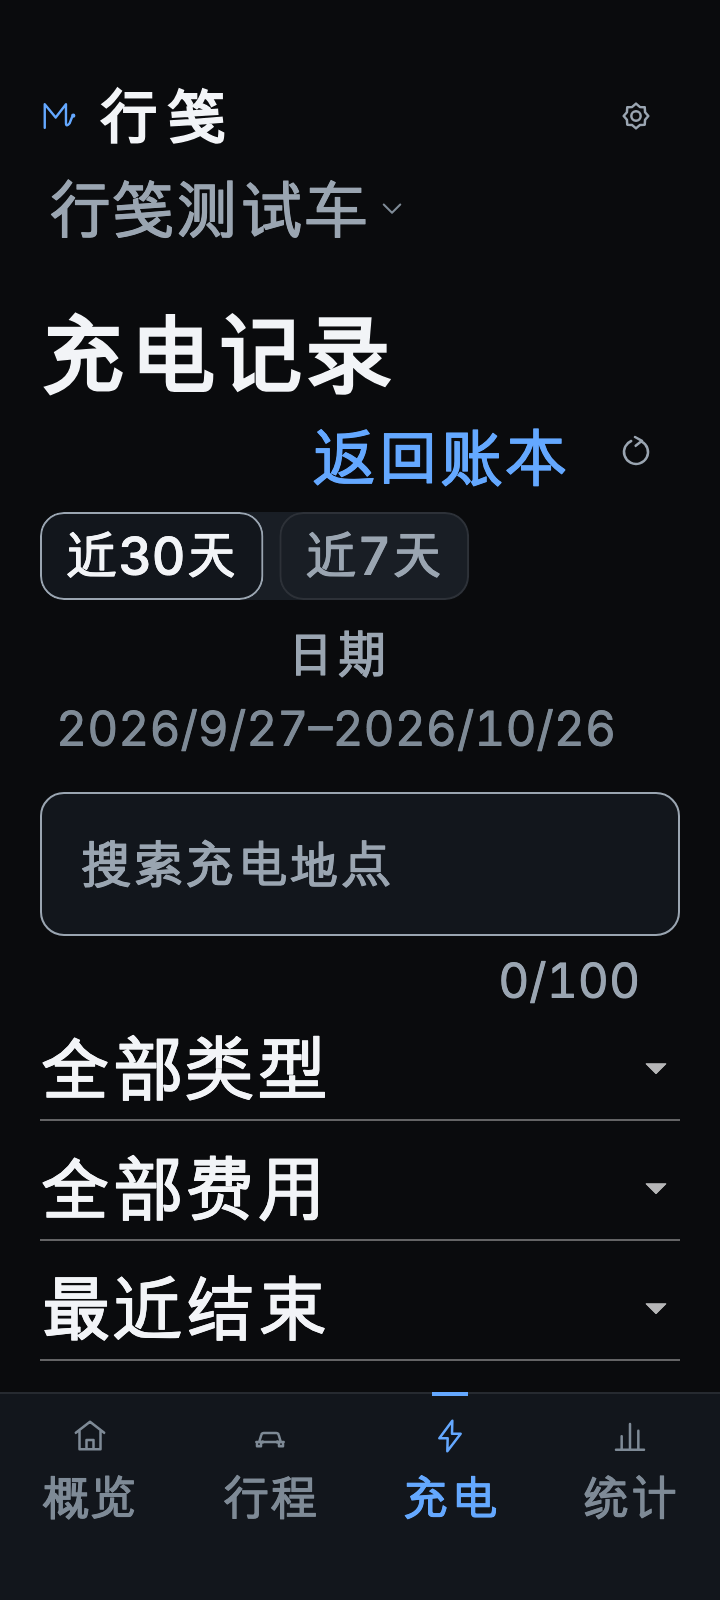 行笺
行笺测试车
充电记录
返回账本
近30天 近7天
日期
2026/9/27–2026/10/26
搜索充电地点
0/100
全部类型
全部费用
最近结束
概览 行程 充电 统计